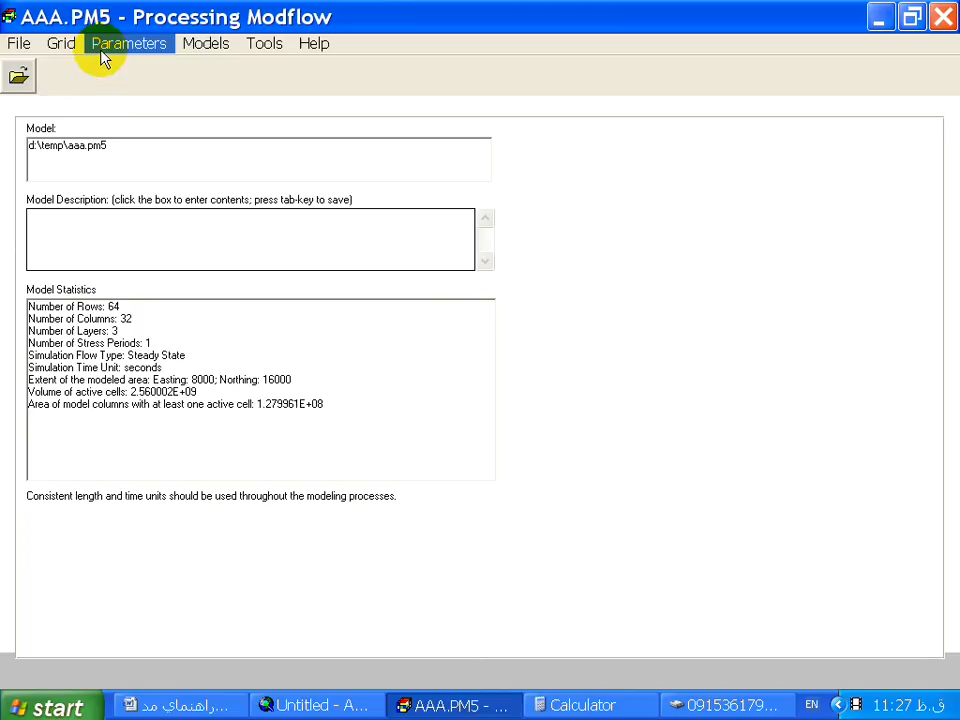 AAA.PM5 - Processing Modflow
File Grid Parameters Models Tools Help
Model:
d:\temp\aaa.pm5
Model Description: (click the box to enter contents; press tab-key to save)
Model Statistics
Number of Rows: 64
Number of Columns: 32
Number of Layers: 3
Number of Stress Periods: 1
Simulation Flow Type: Steady State
Simulation Time Unit: seconds
Extent of the modeled area: Easting: 8000; Northing: 16000
Volume of active cells: 2.560002E+09
Area of model columns with at least one active cell: 1.279961E+08
Consistent length and time units should be used throughout the modeling processes.
start راهنماي مد... Untitled - A... AAA.PM5 - ... Calculator 091536179... EN 11:27 ق.ظ